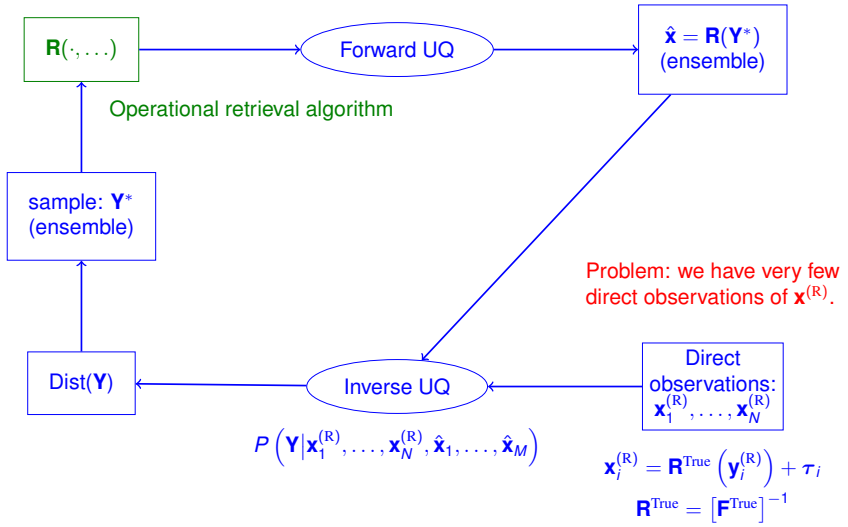 R(·, . . .)
Forward UQ
x̂ = R(Y*)
(ensemble)
Operational retrieval algorithm
sample: Y*
(ensemble)
Problem: we have very few
direct observations of x^(R).
Dist(Y)
Inverse UQ
Direct
observations:
x_1^(R), . . . , x_N^(R)
P(Y|x_1^(R), . . . , x_N^(R), x̂_1, . . . , x̂_M)
x_i^(R) = R^True (y_i^(R)) + τ_i
R^True = [F^True]^−1